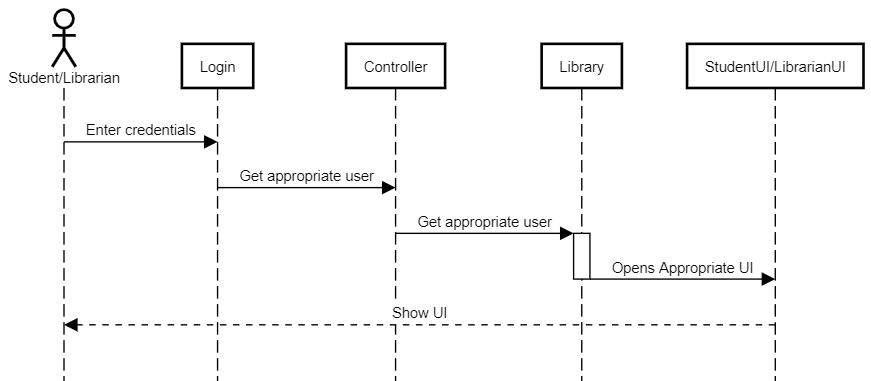 Student/Librarian
Login
Controller
Library
StudentUI/LibrarianUI
Enter credentials
Get appropriate user
Get appropriate user
Opens Appropriate UI
Show UI